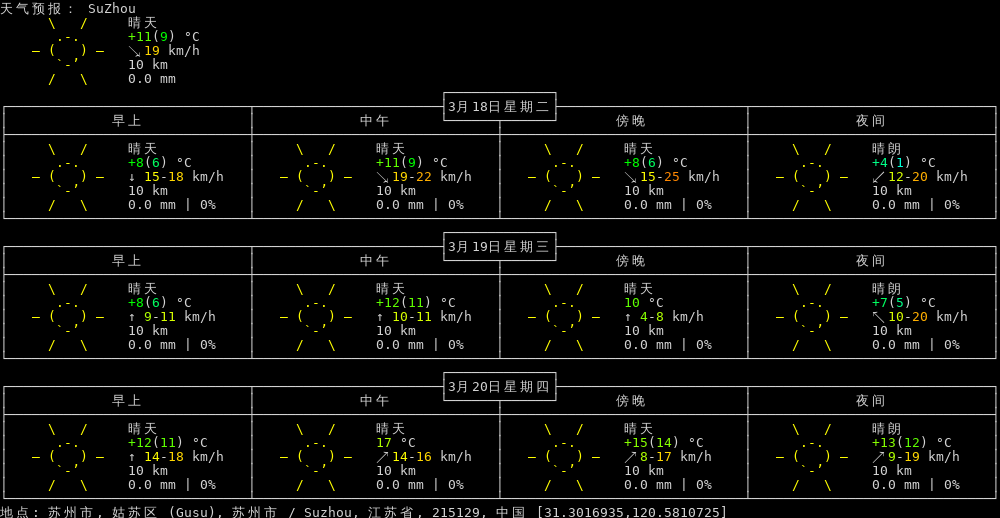 天气预报: SuZhou
晴天
+11(9) °C
↘ 19 km/h
10 km
0.0 mm
3月18日星期二
早上 中午 傍晚 夜间
晴天 晴天 晴天 晴朗
+8(6) °C +11(9) °C +8(6) °C +4(1) °C
↓ 15-18 km/h ↘ 19-22 km/h ↘ 15-25 km/h ↙ 12-20 km/h
10 km 10 km 10 km 10 km
0.0 mm | 0% 0.0 mm | 0% 0.0 mm | 0% 0.0 mm | 0%
3月19日星期三
早上 中午 傍晚 夜间
晴天 晴天 晴天 晴朗
+8(6) °C +12(11) °C 10 °C +7(5) °C
↑ 9-11 km/h ↑ 10-11 km/h ↑ 4-8 km/h ↖ 10-20 km/h
10 km 10 km 10 km 10 km
0.0 mm | 0% 0.0 mm | 0% 0.0 mm | 0% 0.0 mm | 0%
3月20日星期四
早上 中午 傍晚 夜间
晴天 晴天 晴天 晴朗
+12(11) °C 17 °C +15(14) °C +13(12) °C
↑ 14-18 km/h ↗ 14-16 km/h ↗ 8-17 km/h ↗ 9-19 km/h
10 km 10 km 10 km 10 km
0.0 mm | 0% 0.0 mm | 0% 0.0 mm | 0% 0.0 mm | 0%
地点: 苏州市, 姑苏区 (Gusu), 苏州市 / Suzhou, 江苏省, 215129, 中国 [31.3016935,120.5810725]